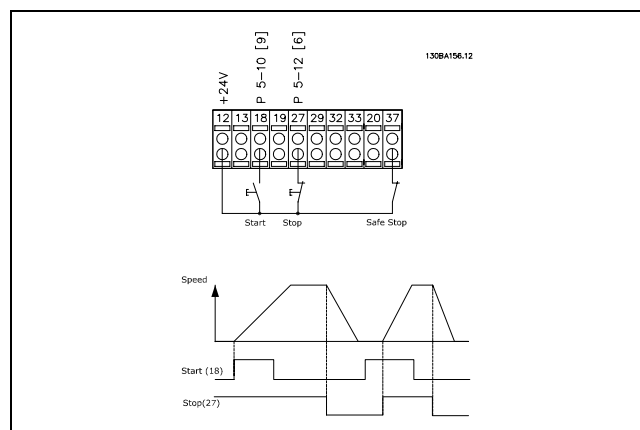 130BA156.12
+24V
P 5-10 [9]
P 5-12 [6]
12 13 18 19 27 29 32 33 20 37
Start Stop Safe Stop
Speed
Start (18)
Stop(27)